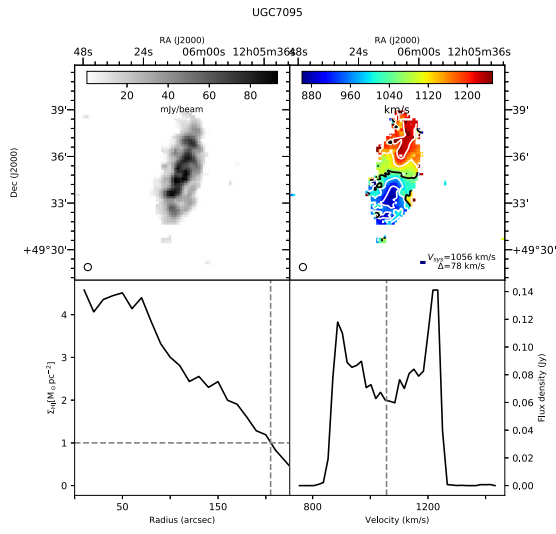 UGC7095
RA (J2000)
RA (J2000)
48s 24s 06m00s 12h05m36s
48s 24s 06m00s 12h05m36s
20 40 60 80
mJy/beam
880 960 1040 1120 1200
km/s
Dec (J2000)
39'
36'
33'
+49°30'
39'
36'
33'
+49°30'
V_sys=1056 km/s
Δ=78 km/s
Σ_HI[M_⊙ pc⁻²]
4
3
2
1
0
50 150
Radius (arcsec)
0.14
0.12
0.10
0.08
0.06
0.04
0.02
0.00
Flux density (Jy)
800 1200
Velocity (km/s)